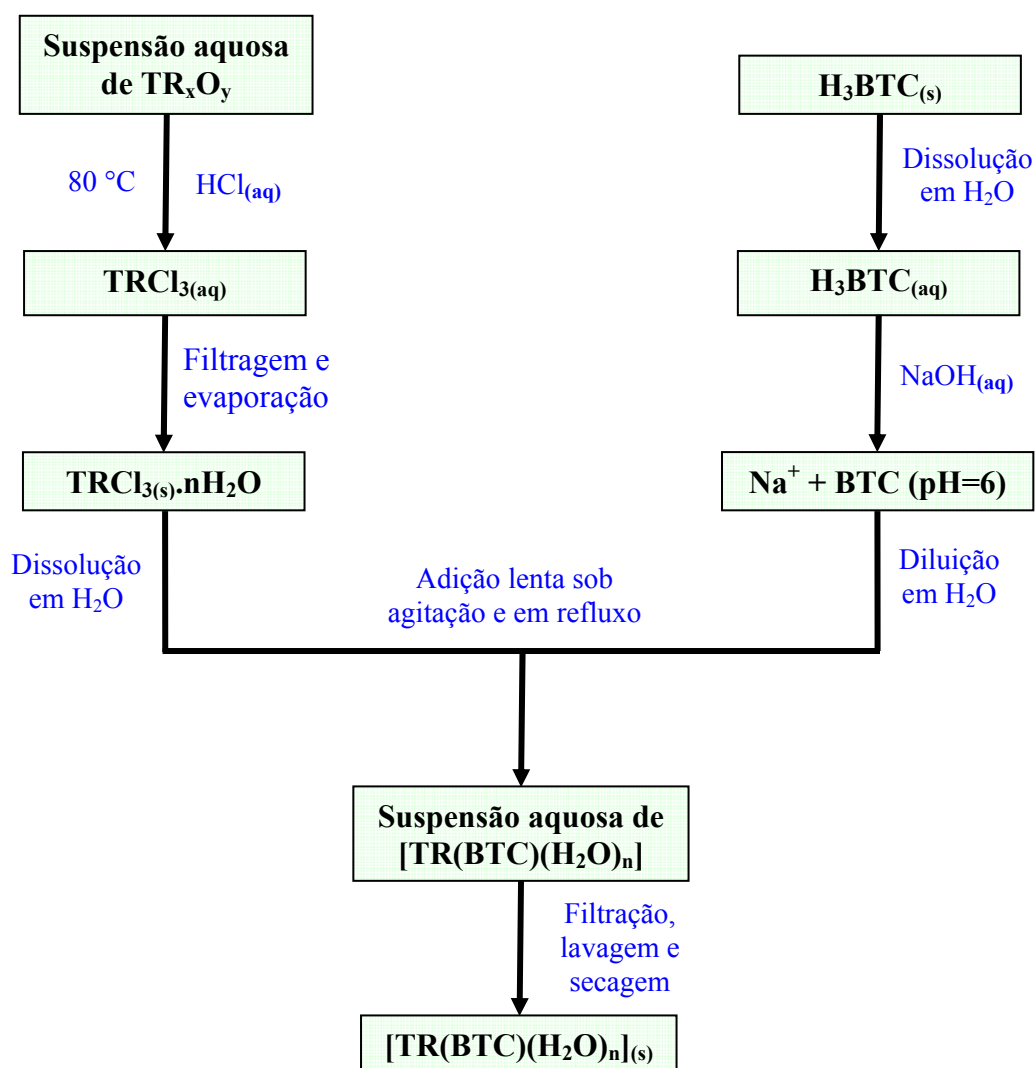 Suspensão aquosa
de TRₓOᵧ
H₃BTC₍ₛ₎
80 °C
HCl(aq)
Dissolução
em H₂O
TRCl₃(aq)
H₃BTC(aq)
Filtragem e
evaporação
NaOH(aq)
TRCl₃(s).nH₂O
Na⁺ + BTC (pH=6)
Dissolução
em H₂O
Adição lenta sob
agitação e em refluxo
Diluição
em H₂O
Suspensão aquosa de
[TR(BTC)(H₂O)ₙ]
Filtração,
lavagem e
secagem
[TR(BTC)(H₂O)ₙ](s)